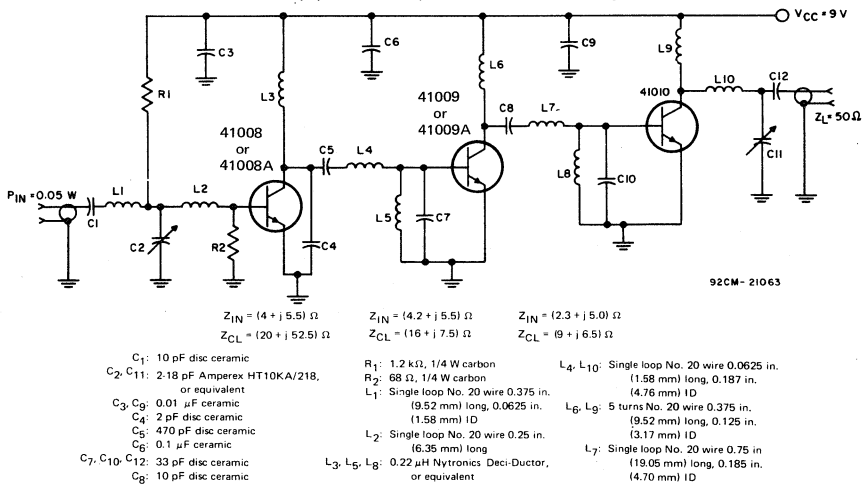 VCC = 9 V
C3
C6
C9
L9
L6
R1
L3
41009
or
41009A
C8
L7
41010
L10
C12
ZL = 50 Ω
41008
or
41008A
C5
L4
C11
L8
C10
PIN = 0.05 W
L1
L2
C1
C2
R2
C4
L5
C7
92CM-21063
ZIN = (4 + j 5.5) Ω
ZCL = (20 + j 52.5) Ω
ZIN = (4.2 + j 5.5) Ω
ZCL = (16 + j 7.5) Ω
ZIN = (2.3 + j 5.0) Ω
ZCL = (9 + j 6.5) Ω
C1: 10 pF disc ceramic
C2, C11: 2-18 pF Amperex HT10KA/218,
or equivalent
C3, C9: 0.01 μF ceramic
C4: 2 pF disc ceramic
C5: 470 pF disc ceramic
C6: 0.1 μF ceramic
C7, C10, C12: 33 pF disc ceramic
C8: 10 pF disc ceramic
R1: 1.2 kΩ, 1/4 W carbon
R2: 68 Ω, 1/4 W carbon
L1: Single loop No. 20 wire 0.375 in.
(9.52 mm) long, 0.0625 in.
(1.58 mm) ID
L2: Single loop No. 20 wire 0.25 in.
(6.35 mm) long
L3, L5, L8: 0.22 μH Nytronics Deci-Ductor,
or equivalent
L4, L10: Single loop No. 20 wire 0.0625 in.
(1.58 mm) long, 0.187 in.
(4.76 mm) ID
L6, L9: 5 turns No. 20 wire 0.375 in.
(9.52 mm) long, 0.125 in.
(3.17 mm) ID
L7: Single loop No. 20 wire 0.75 in
(19.05 mm) long, 0.185 in.
(4.70 mm) ID